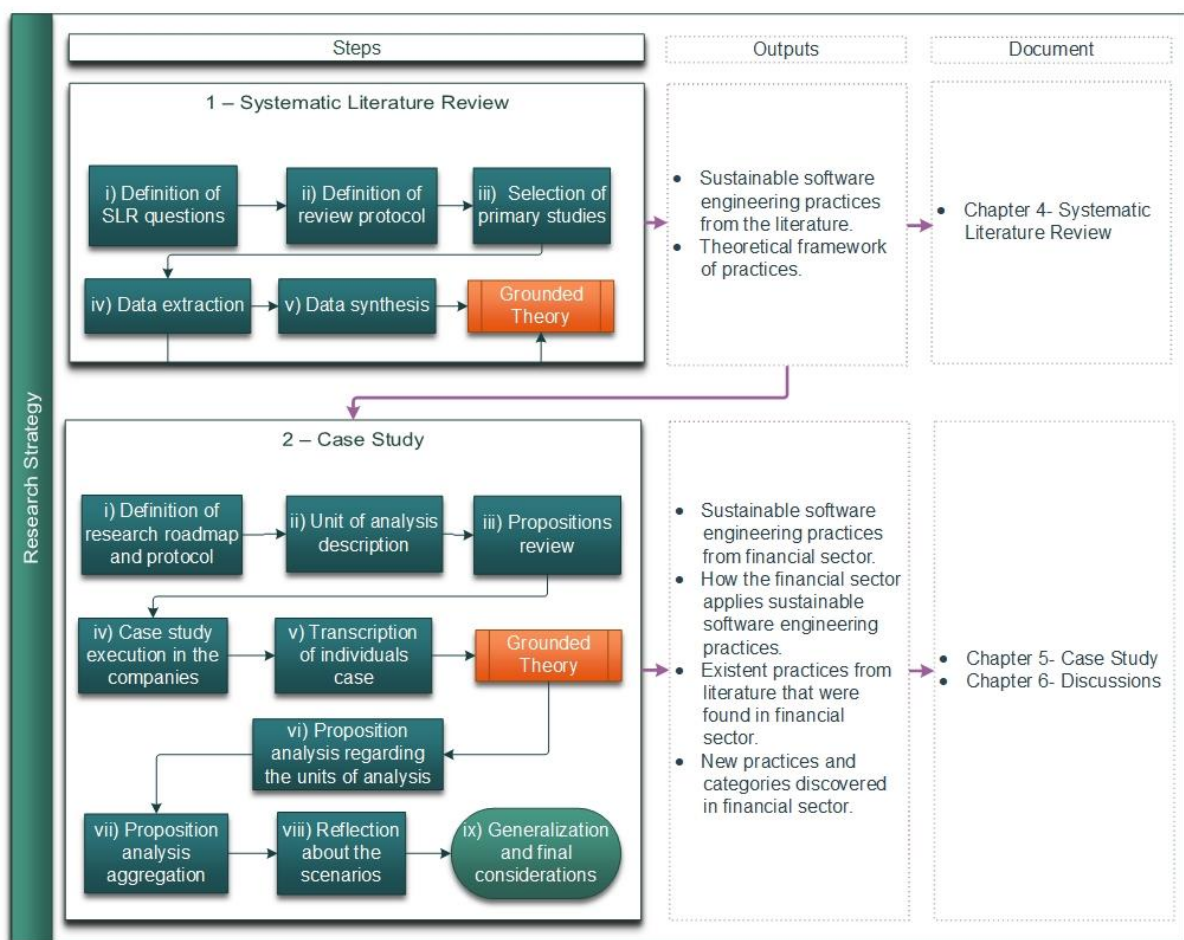 Research Strategy
Steps
Outputs
Document
1 – Systematic Literature Review
i) Definition of
SLR questions
ii) Definition of
review protocol
iii) Selection of
primary studies
iv) Data extraction
v) Data synthesis
Grounded
Theory
• Sustainable software
engineering practices
from the literature.
• Theoretical framework
of practices.
• Chapter 4- Systematic
Literature Review
2 – Case Study
i) Definition of
research roadmap
and protocol
ii) Unit of analysis
description
iii) Propositions
review
iv) Case study
execution in the
companies
v) Transcription
of individuals
case
Grounded
Theory
vi) Proposition
analysis regarding
the units of analysis
vii) Proposition
analysis
aggregation
viii) Reflection
about the
scenarios
ix) Generalization
and final
considerations
• Sustainable software
engineering practices
from financial sector.
• How the financial sector
applies sustainable
software engineering
practices.
• Existent practices from
literature that were
found in financial
sector.
• New practices and
categories discovered
in financial sector.
• Chapter 5- Case Study
• Chapter 6- Discussions